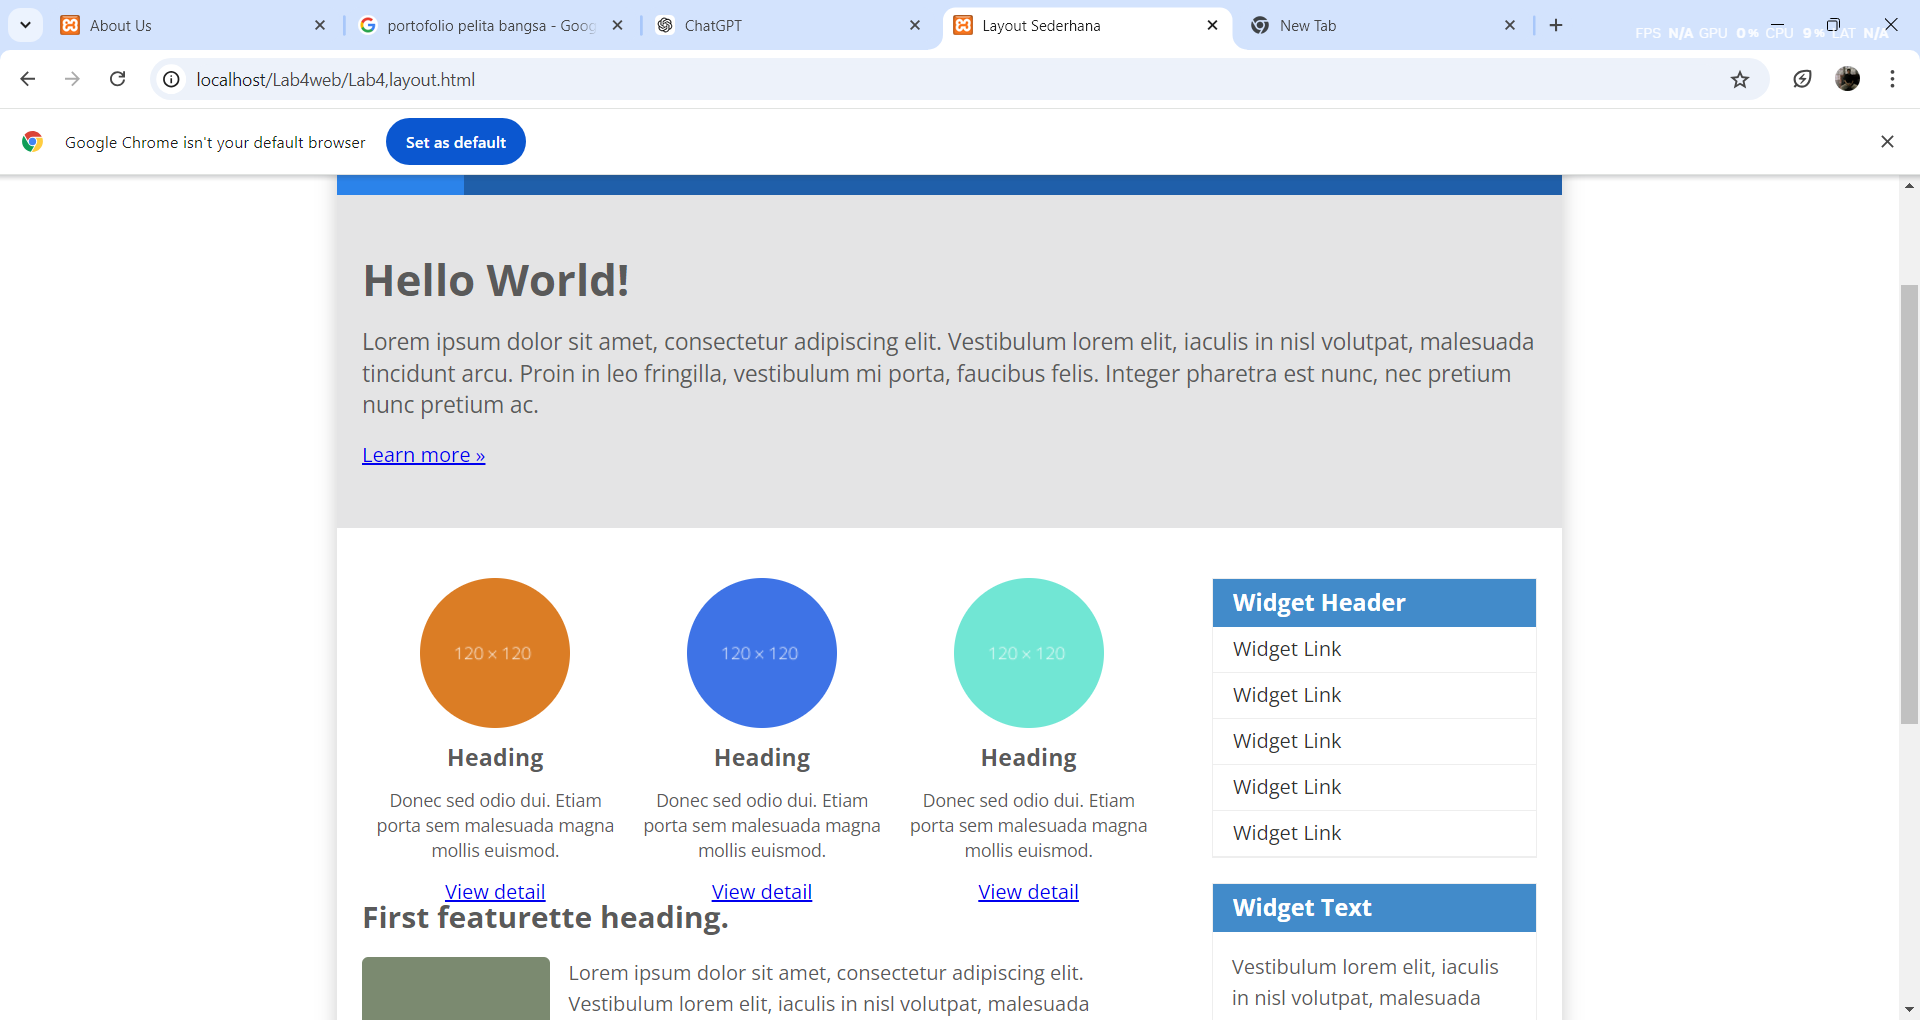 About Us
portofolio pelita bangsa - Goog
ChatGPT
Layout Sederhana
New Tab
FPS N/A GPU 0% CPU 9% LAT N/A
localhost/Lab4web/Lab4,layout.html
Google Chrome isn't your default browser
Set as default
Hello World!
Lorem ipsum dolor sit amet, consectetur adipiscing elit. Vestibulum lorem elit, iaculis in nisl volutpat, malesuada
tincidunt arcu. Proin in leo fringilla, vestibulum mi porta, faucibus felis. Integer pharetra est nunc, nec pretium
nunc pretium ac.
Learn more »
120 × 120
Heading
Donec sed odio dui. Etiam
porta sem malesuada magna
mollis euismod.
View detail
120 × 120
Heading
Donec sed odio dui. Etiam
porta sem malesuada magna
mollis euismod.
View detail
120 × 120
Heading
Donec sed odio dui. Etiam
porta sem malesuada magna
mollis euismod.
View detail
First featurette heading.
Lorem ipsum dolor sit amet, consectetur adipiscing elit.
Vestibulum lorem elit, iaculis in nisl volutpat, malesuada
Widget Header
Widget Link
Widget Link
Widget Link
Widget Link
Widget Link
Widget Text
Vestibulum lorem elit, iaculis
in nisl volutpat, malesuada